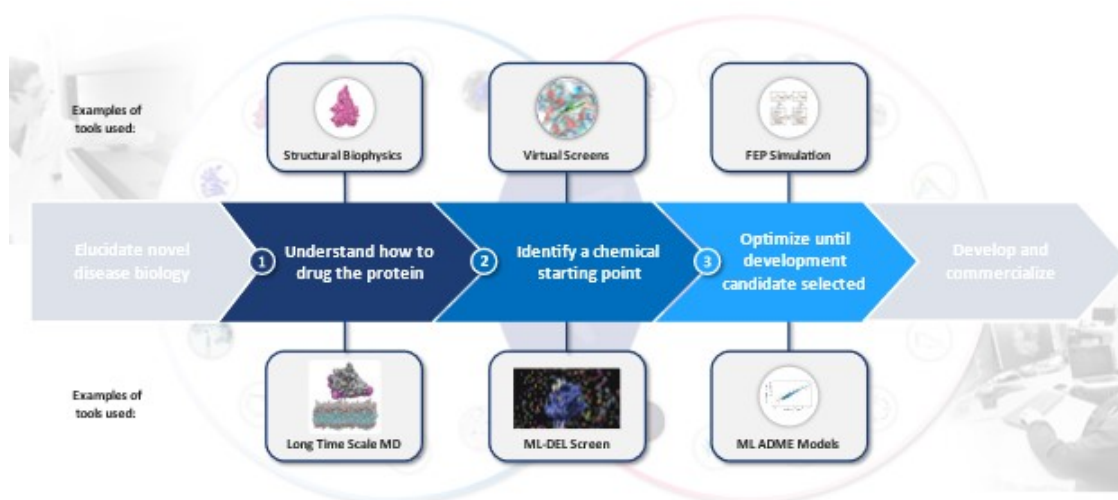 Examples of
tools used:
Structural Biophysics
Virtual Screens
FEP Simulation
Elucidate novel
disease biology
1
Understand how to
drug the protein
2
Identify a chemical
starting point
3
Optimize until
development
candidate selected
Develop and
commercialize
Examples of
tools used:
Long Time Scale MD
ML-DEL Screen
ML ADME Models